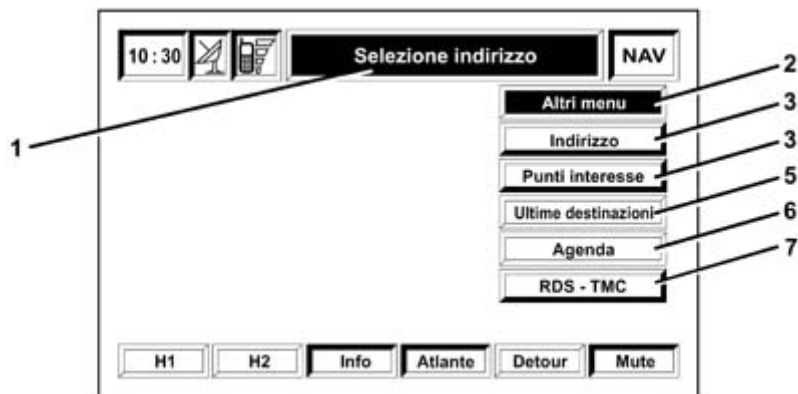 10 : 30 Selezione indirizzo NAV
Altri menu 2
Indirizzo 3
1
Punti interesse 3
Ultime destinazioni 5
Agenda 6
RDS - TMC 7
H1 H2 Info Atlante Detour Mute